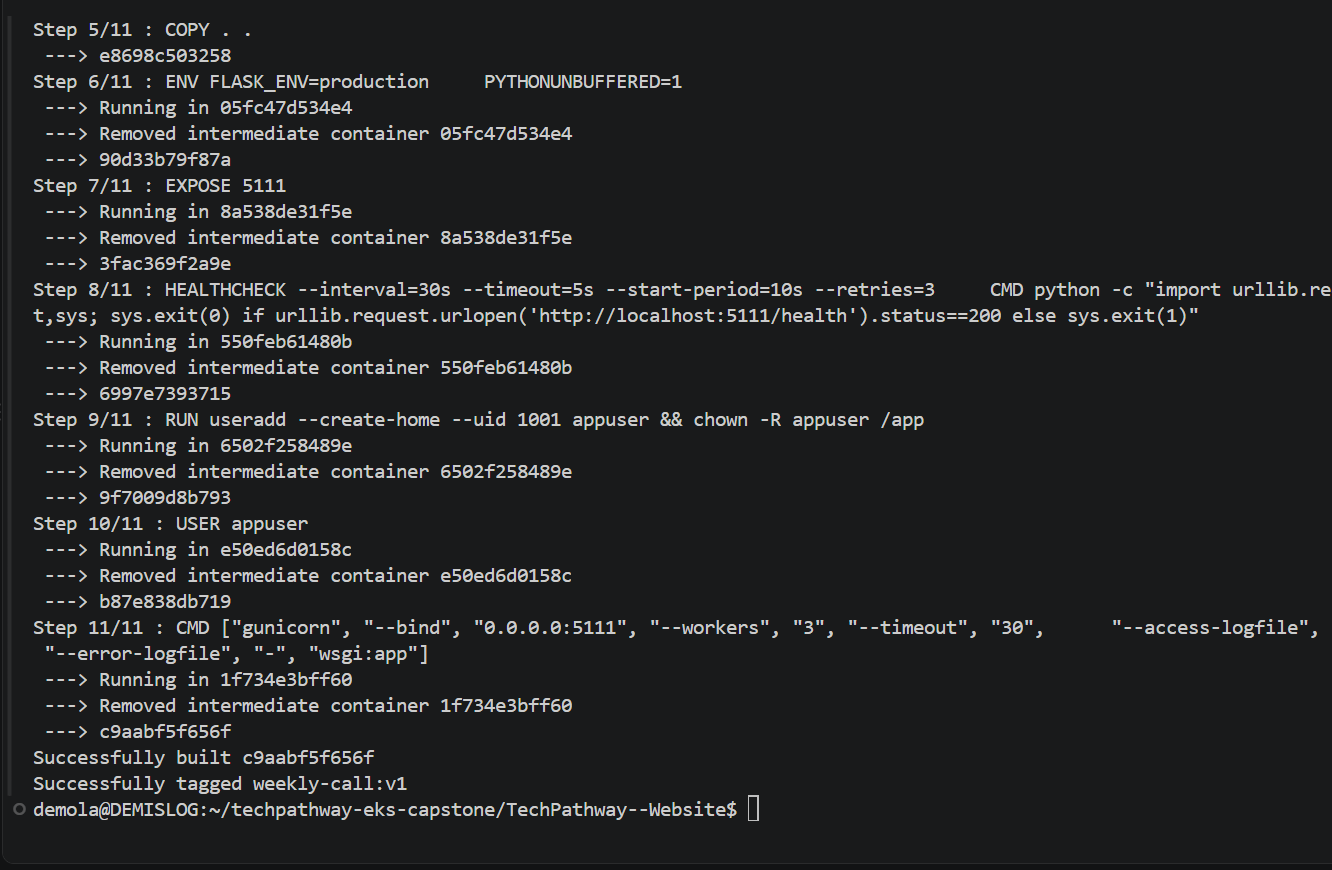 Step 5/11 : COPY . .
 ---> e8698c503258
Step 6/11 : ENV FLASK_ENV=production     PYTHONUNBUFFERED=1
 ---> Running in 05fc47d534e4
 ---> Removed intermediate container 05fc47d534e4
 ---> 90d33b79f87a
Step 7/11 : EXPOSE 5111
 ---> Running in 8a538de31f5e
 ---> Removed intermediate container 8a538de31f5e
 ---> 3fac369f2a9e
Step 8/11 : HEALTHCHECK --interval=30s --timeout=5s --start-period=10s --retries=3     CMD python -c "import urllib.re
t,sys; sys.exit(0) if urllib.request.urlopen('http://localhost:5111/health').status==200 else sys.exit(1)"
 ---> Running in 550feb61480b
 ---> Removed intermediate container 550feb61480b
 ---> 6997e7393715
Step 9/11 : RUN useradd --create-home --uid 1001 appuser && chown -R appuser /app
 ---> Running in 6502f258489e
 ---> Removed intermediate container 6502f258489e
 ---> 9f7009d8b793
Step 10/11 : USER appuser
 ---> Running in e50ed6d0158c
 ---> Removed intermediate container e50ed6d0158c
 ---> b87e838db719
Step 11/11 : CMD ["gunicorn", "--bind", "0.0.0.0:5111", "--workers", "3", "--timeout", "30",      "--access-logfile",
 "--error-logfile", "-", "wsgi:app"]
 ---> Running in 1f734e3bff60
 ---> Removed intermediate container 1f734e3bff60
 ---> c9aabf5f656f
Successfully built c9aabf5f656f
Successfully tagged weekly-call:v1
demola@DEMISLOG:~/techpathway-eks-capstone/TechPathway--Website$